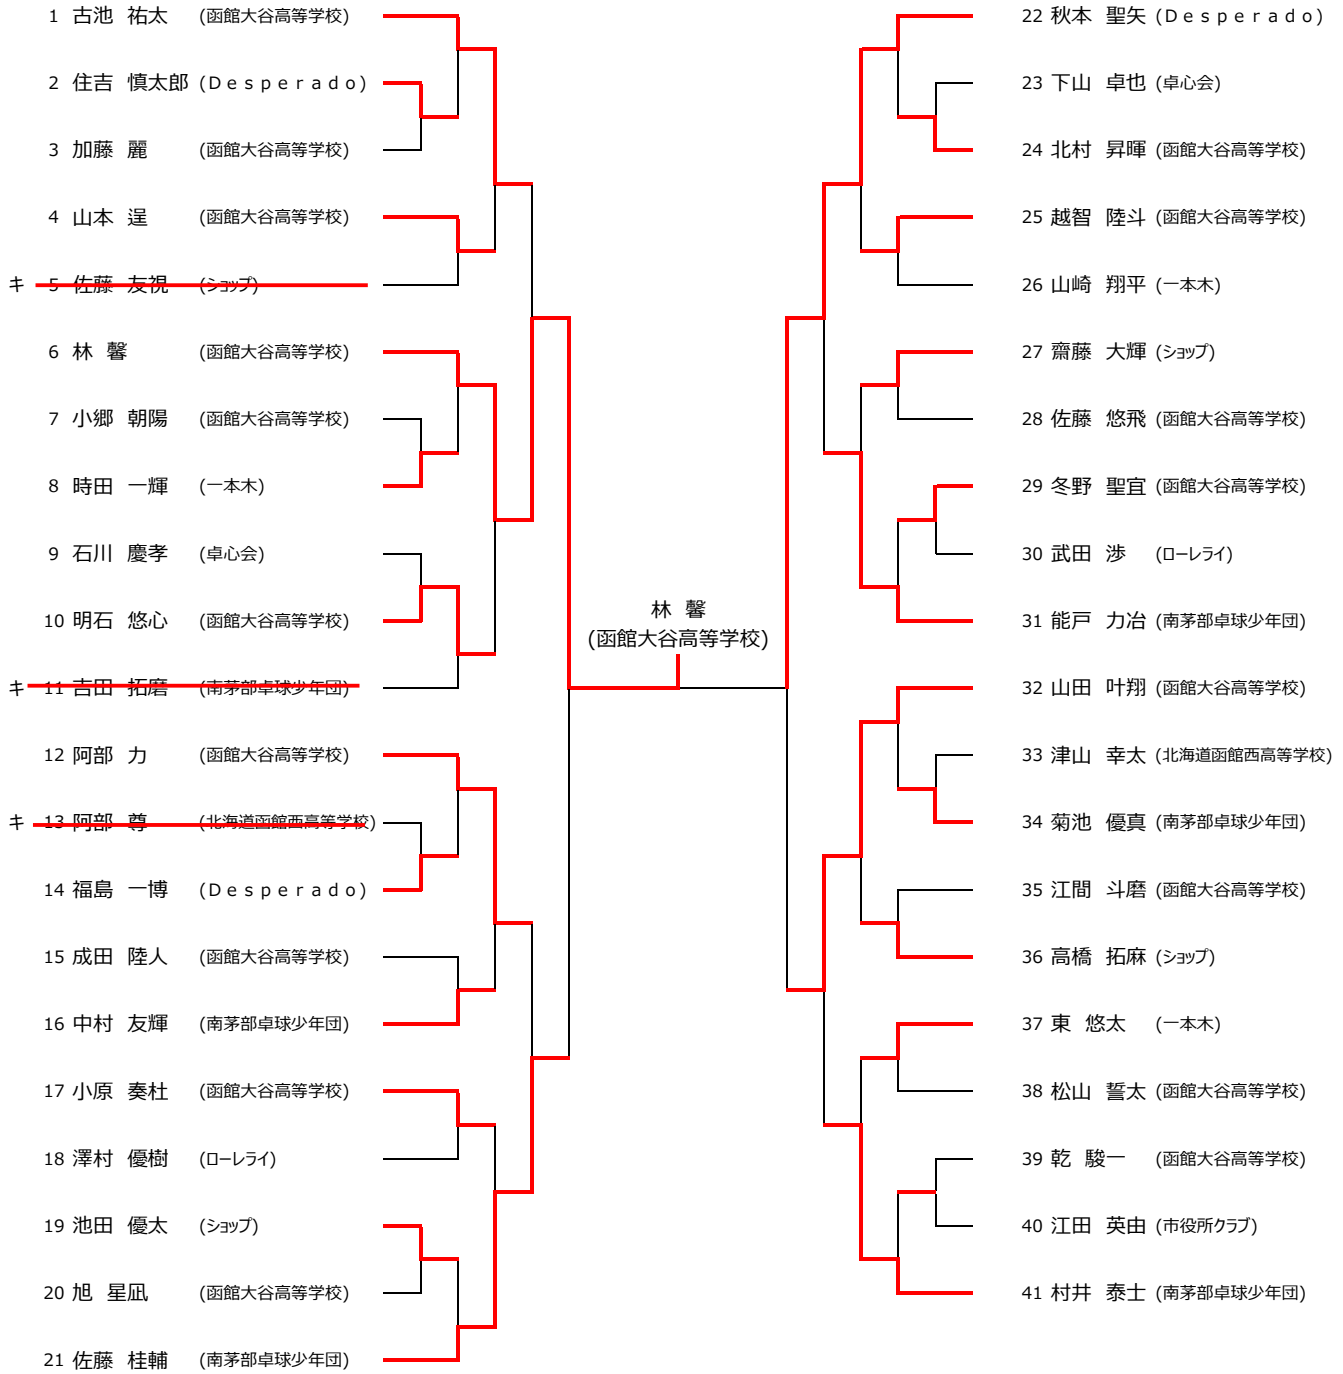 1 古池 祐太 (函館大谷高等学校)
2 住吉 慎太郎 (Ｄｅｓｐｅｒａｄｏ)
3 加藤 麗 (函館大谷高等学校)
4 山本 逞 (函館大谷高等学校)
キ 5 佐藤 友視 (ショップ)
6 林 馨 (函館大谷高等学校)
7 小郷 朝陽 (函館大谷高等学校)
8 時田 一輝 (一本木)
9 石川 慶孝 (卓心会)
10 明石 悠心 (函館大谷高等学校)
キ 11 吉田 拓磨 (南茅部卓球少年団)
12 阿部 力 (函館大谷高等学校)
キ 13 阿部 尊 (北海道函館西高等学校)
14 福島 一博 (Ｄｅｓｐｅｒａｄｏ)
15 成田 陸人 (函館大谷高等学校)
16 中村 友輝 (南茅部卓球少年団)
17 小原 奏杜 (函館大谷高等学校)
18 澤村 優樹 (ローレライ)
19 池田 優太 (ショップ)
20 旭 星凪 (函館大谷高等学校)
21 佐藤 桂輔 (南茅部卓球少年団)
林 馨
(函館大谷高等学校)
22 秋本 聖矢 (Ｄｅｓｐｅｒａｄｏ)
23 下山 卓也 (卓心会)
24 北村 昇暉 (函館大谷高等学校)
25 越智 陸斗 (函館大谷高等学校)
26 山崎 翔平 (一本木)
27 齋藤 大輝 (ショップ)
28 佐藤 悠飛 (函館大谷高等学校)
29 冬野 聖宜 (函館大谷高等学校)
30 武田 渉 (ローレライ)
31 能戸 力冶 (南茅部卓球少年団)
32 山田 叶翔 (函館大谷高等学校)
33 津山 幸太 (北海道函館西高等学校)
34 菊池 優真 (南茅部卓球少年団)
35 江間 斗磨 (函館大谷高等学校)
36 高橋 拓麻 (ショップ)
37 東 悠太 (一本木)
38 松山 誓太 (函館大谷高等学校)
39 乾 駿一 (函館大谷高等学校)
40 江田 英由 (市役所クラブ)
41 村井 泰士 (南茅部卓球少年団)